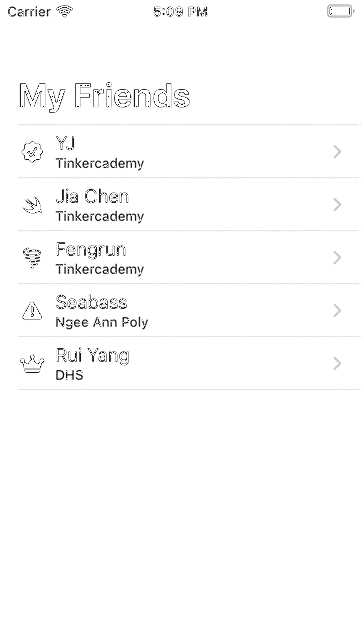 Carrier 5:09 PM
My Friends
YJ
Tinkercademy
Jia Chen
Tinkercademy
Fengrun
Tinkercademy
Seabass
Ngee Ann Poly
Rui Yang
DHS